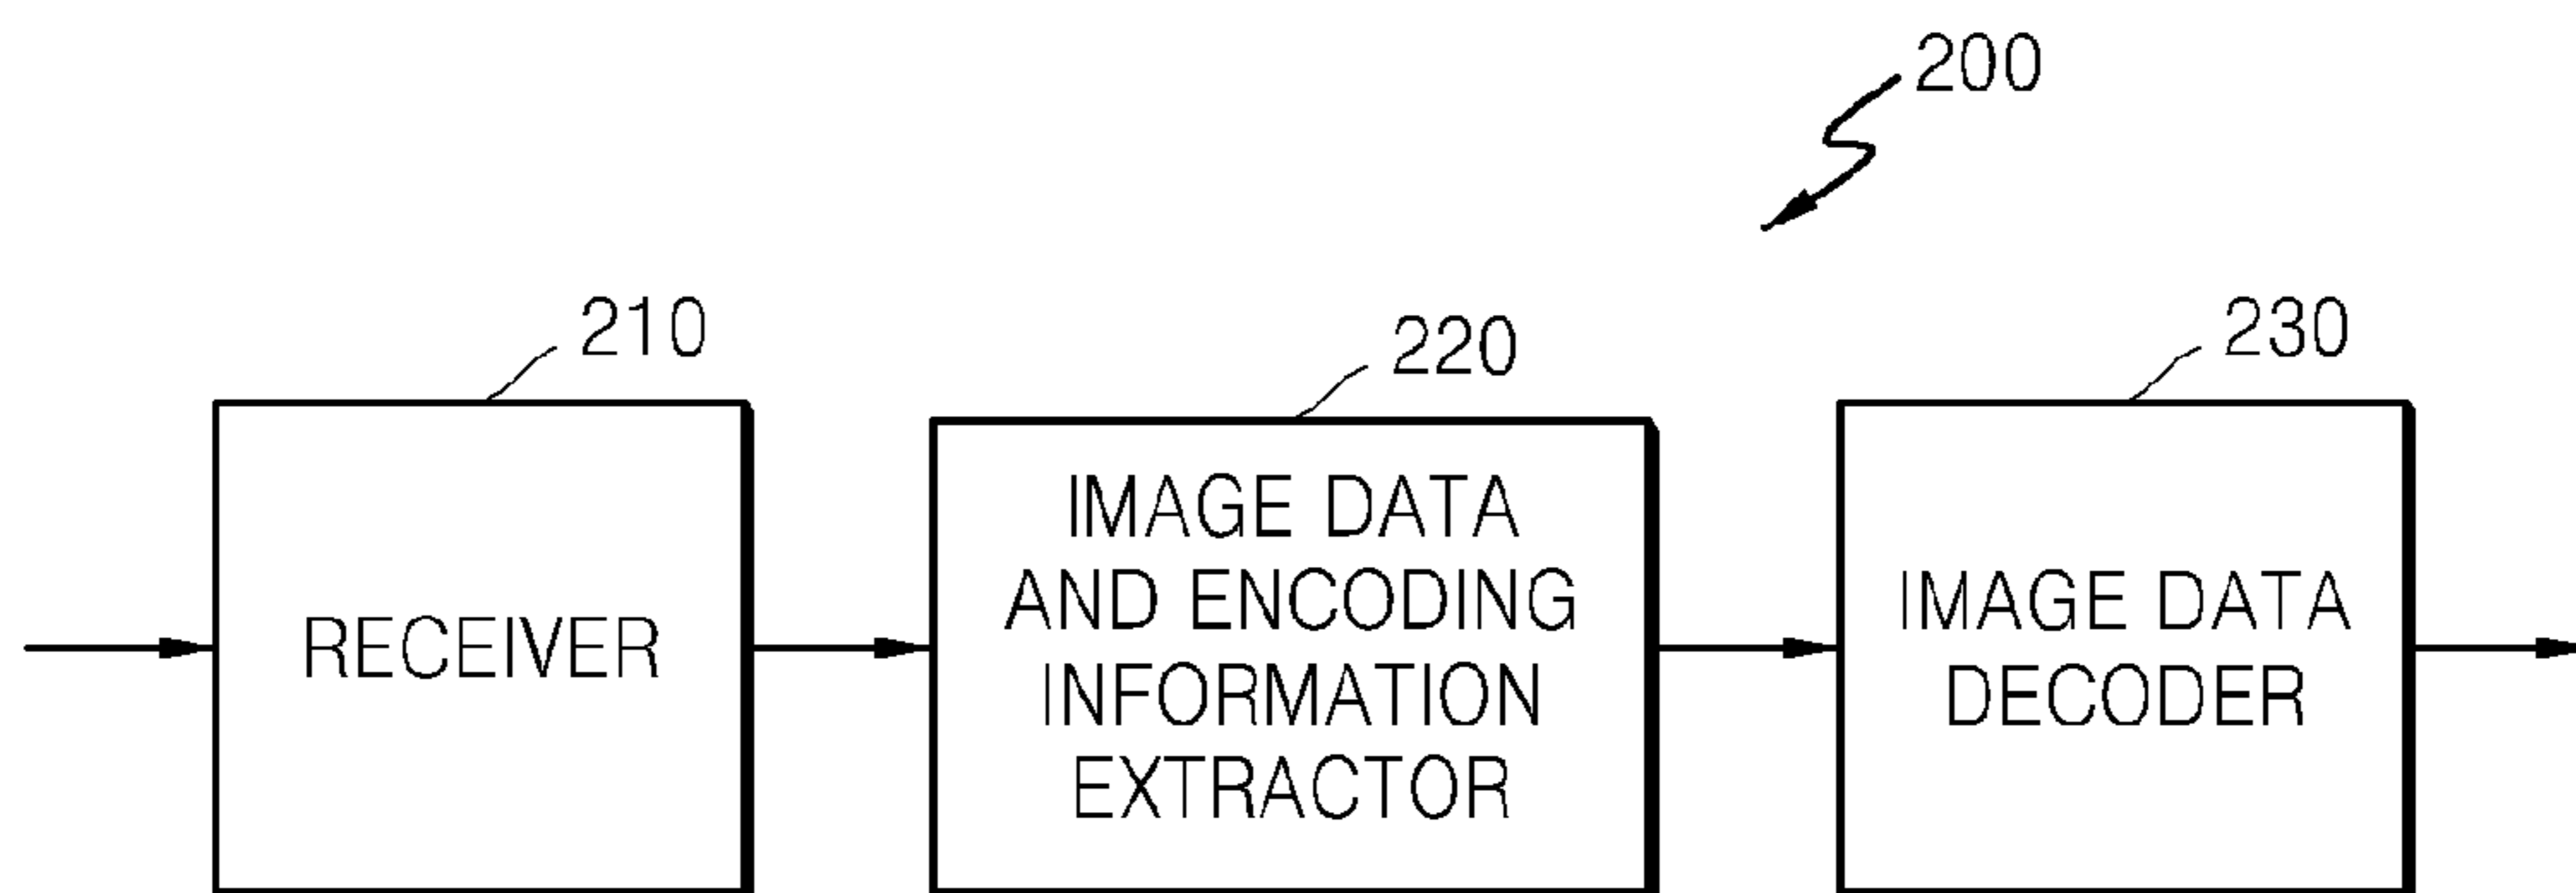 200
210
220
230
RECEIVER
IMAGE DATA
AND ENCODING
INFORMATION
EXTRACTOR
IMAGE DATA
DECODER